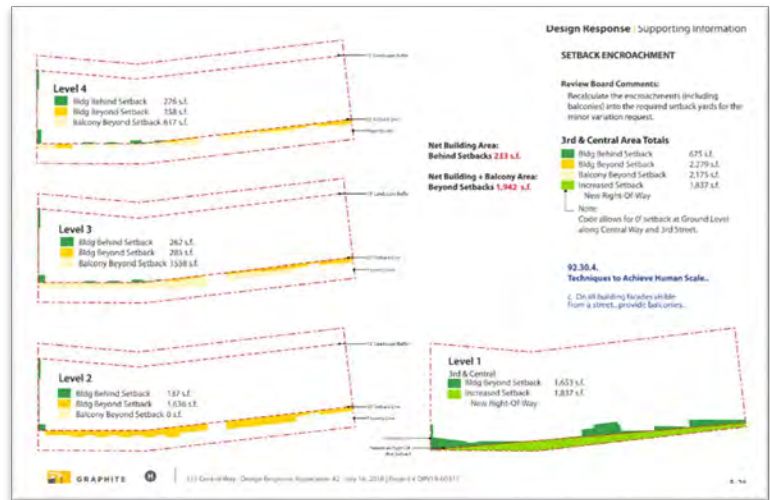 Design Response | Supporting Information
SETBACK ENCROACHMENT
Review Board Comments:
Recalculate the encroachments (including
balconies) into the required setback yards for the
minor variation request.
3rd & Central Area Totals
Bldg Behind Setback 675 s.f.
Bldg Beyond Setback 2,279 s.f.
Balcony Beyond Setback 2,175 s.f.
Increased Setback 1,837 s.f.
New Right-Of-Way
Note:
Code allows for 0' setback at Ground Level
along Central Way and 3rd Street.
92.30.4.
Techniques to Achieve Human Scale..
c. On all building facades visible
from a street.. provide balconies..
Net Building Area:
Behind Setbacks 233 s.f.
Net Building + Balcony Area:
Beyond Setbacks 1,942 s.f.
Level 4
Bldg Behind Setback 276 s.f.
Bldg Beyond Setback 358 s.f.
Balcony Beyond Setback 617 s.f.
Level 3
Bldg Behind Setback 262 s.f.
Bldg Beyond Setback 285 s.f.
Balcony Beyond Setback 1558 s.f.
Level 2
Bldg Behind Setback 137 s.f.
Bldg Beyond Setback 1,636 s.f.
Balcony Beyond Setback 0 s.f.
Level 1
3rd & Central
Bldg Beyond Setback 1,653 s.f.
Increased Setback 1,837 s.f.
New Right-Of-Way
GRAPHITE
H
Central Way - Design Response